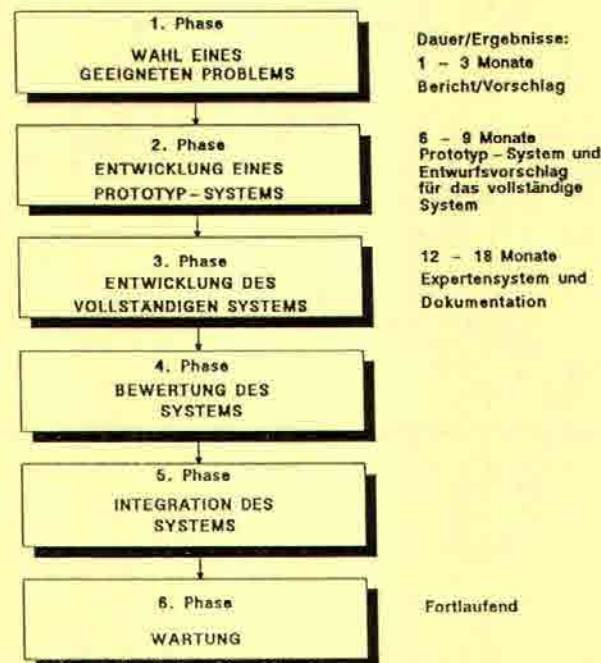 1. Phase
WAHL EINES
GEEIGNETEN PROBLEMS
Dauer/Ergebnisse:
1 – 3 Monate
Bericht/Vorschlag
2. Phase
ENTWICKLUNG EINES
PROTOTYP – SYSTEMS
6 – 9 Monate
Prototyp – System und
Entwurfsvorschlag
für das vollständige
System
3. Phase
ENTWICKLUNG DES
VOLLSTÄNDIGEN SYSTEMS
12 – 18 Monate
Expertensystem und
Dokumentation
4. Phase
BEWERTUNG DES
SYSTEMS
5. Phase
INTEGRATION DES
SYSTEMS
6. Phase
WARTUNG
Fortlaufend